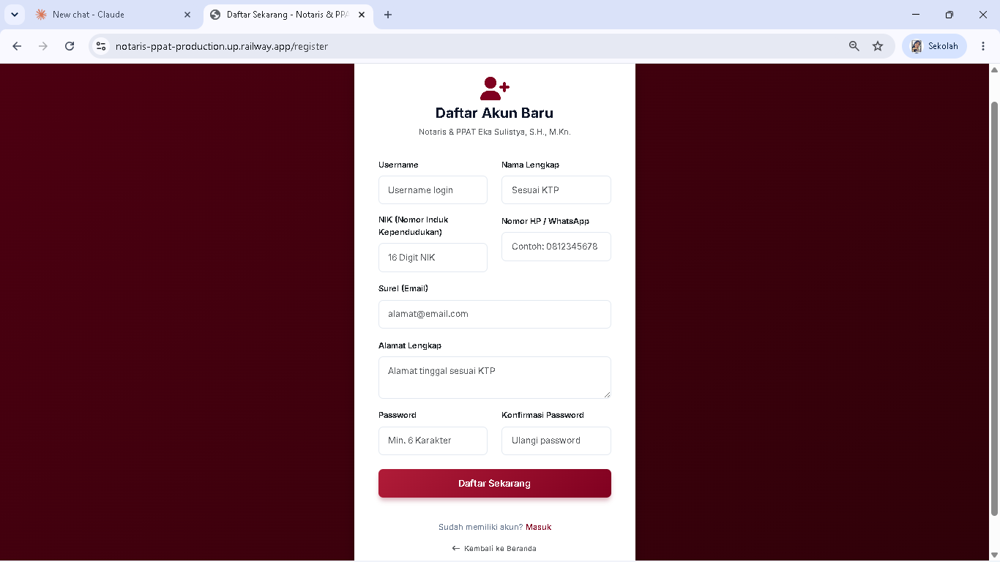 New chat - Claude
Daftar Sekarang - Notaris & PPA
notaris-ppat-production.up.railway.app/register
Sekolah
Daftar Akun Baru
Notaris & PPAT Eka Sulistya, S.H., M.Kn.
Username
Nama Lengkap
Username login
Sesuai KTP
NIK (Nomor Induk
Kependudukan)
Nomor HP / WhatsApp
16 Digit NIK
Contoh: 0812345678
Surel (Email)
alamat@email.com
Alamat Lengkap
Alamat tinggal sesuai KTP
Password
Konfirmasi Password
Min. 6 Karakter
Ulangi password
Daftar Sekarang
Sudah memiliki akun? Masuk
← Kembali ke Beranda